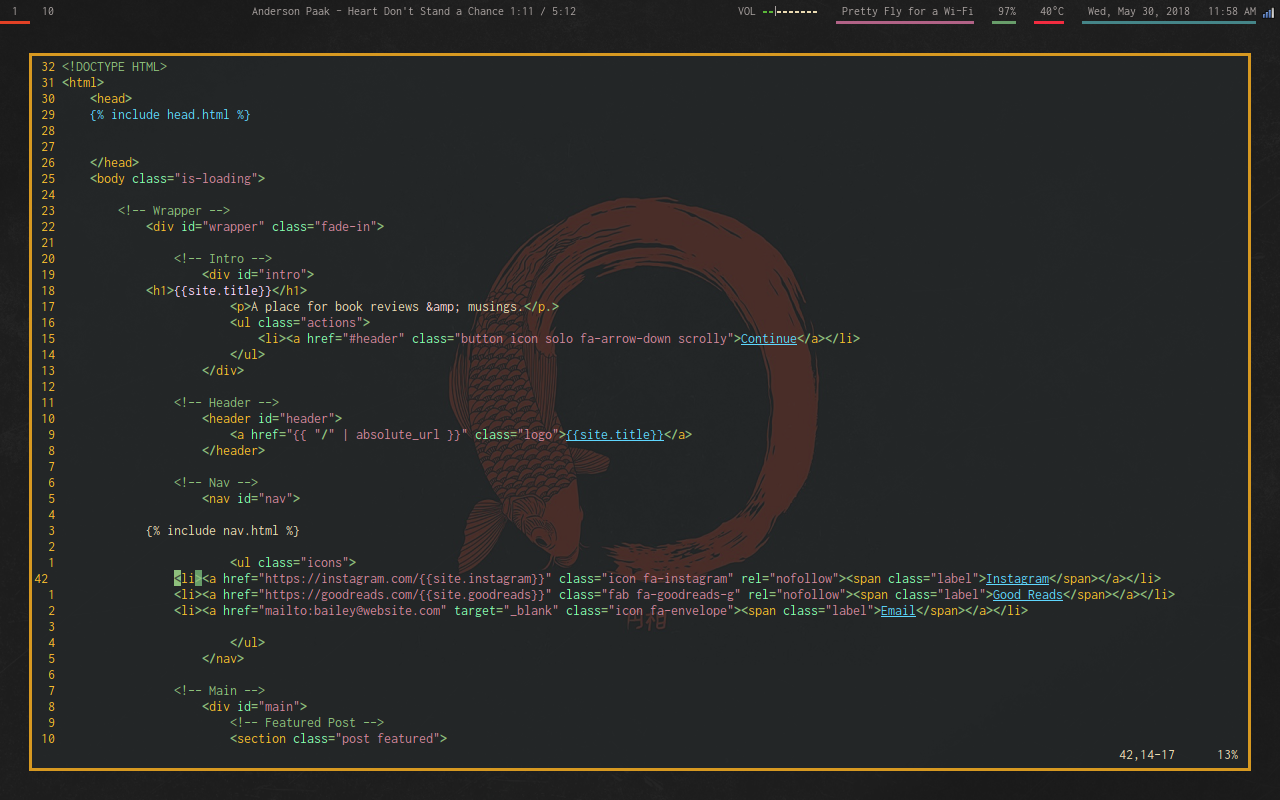 1 10 Anderson Paak - Heart Don't Stand a Chance 1:11 / 5:12 VOL --|------- Pretty Fly for a Wi-Fi 97% 40°C Wed, May 30, 2018 11:58 AM
32 <!DOCTYPE HTML>
31 <html>
30     <head>
29     {% include head.html %}
28
27
26     </head>
25     <body class="is-loading">
24
23         <!-- Wrapper -->
22             <div id="wrapper" class="fade-in">
21
20                 <!-- Intro -->
19                     <div id="intro">
18             <h1>{{site.title}}</h1>
17                         <p>A place for book reviews &amp; musings.</p.>
16                         <ul class="actions">
15                             <li><a href="#header" class="button icon solo fa-arrow-down scrolly">Continue</a></li>
14                         </ul>
13                     </div>
12
11                 <!-- Header -->
10                     <header id="header">
9                         <a href="{{ "/" | absolute_url }}" class="logo">{{site.title}}</a>
8                     </header>
7
6                 <!-- Nav -->
5                     <nav id="nav">
4
3             {% include nav.html %}
2
1                         <ul class="icons">
42                 <li><a href="https://instagram.com/{{site.instagram}}" class="icon fa-instagram" rel="nofollow"><span class="label">Instagram</span></a></li>
1                 <li><a href="https://goodreads.com/{{site.goodreads}}" class="fab fa-goodreads-g" rel="nofollow"><span class="label">Good Reads</span></a></li>
2                 <li><a href="mailto:bailey@website.com" target="_blank" class="icon fa-envelope"><span class="label">Email</span></a></li>
3
円相
4                         </ul>
5                     </nav>
6
7                 <!-- Main -->
8                     <div id="main">
9                         <!-- Featured Post -->
10                         <section class="post featured">
42,14-17 13%